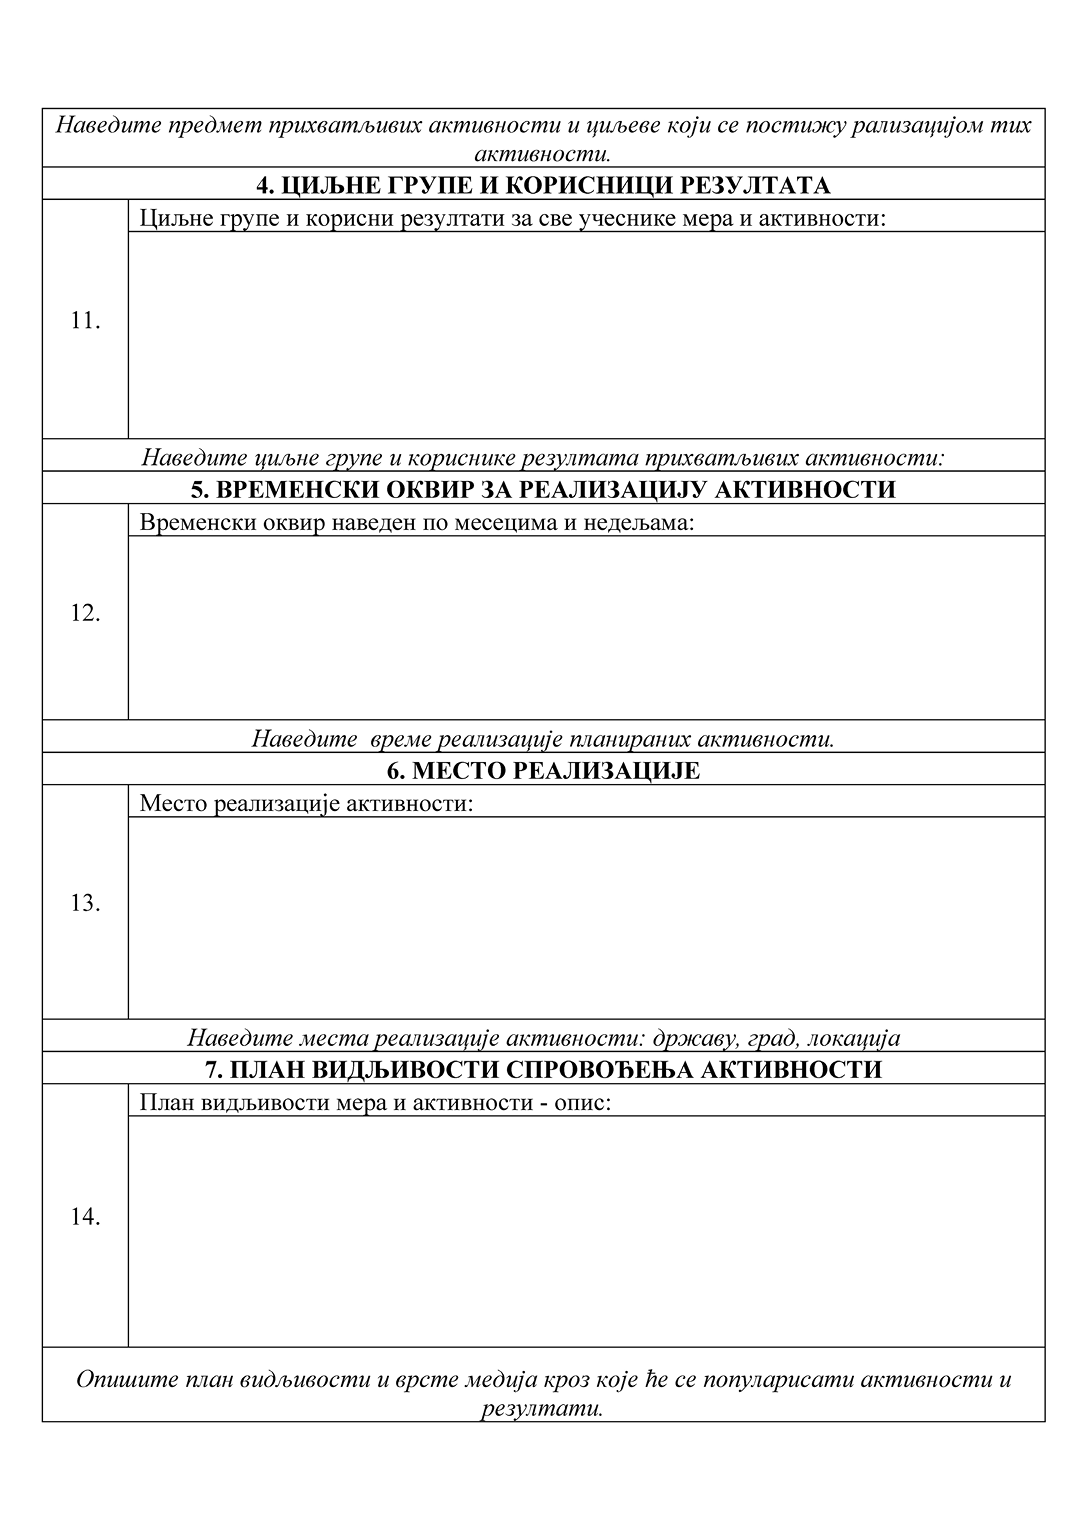 Наведите предмет прихватљивих активности и циљеве који се постижу рализацијом тих
активности.
4. ЦИЉНЕ ГРУПЕ И КОРИСНИЦИ РЕЗУЛТАТА
Циљне групе и корисни резултати за све учеснике мера и активности:
11.
Наведите циљне групе и кориснике резултата прихватљивих активности:
5. ВРЕМЕНСКИ ОКВИР ЗА РЕАЛИЗАЦИЈУ АКТИВНОСТИ
Временски оквир наведен по месецима и недељама:
12.
Наведите  време реализације планираних активности.
6. МЕСТО РЕАЛИЗАЦИЈЕ
Место реализације активности:
13.
Наведите места реализације активности: државу, град, локација
7. ПЛАН ВИДЉИВОСТИ СПРОВОЂЕЊА АКТИВНОСТИ
План видљивости мера и активности - опис:
14.
Опишите план видљивости и врсте медија кроз које ће се популарисати активности и
резултати.